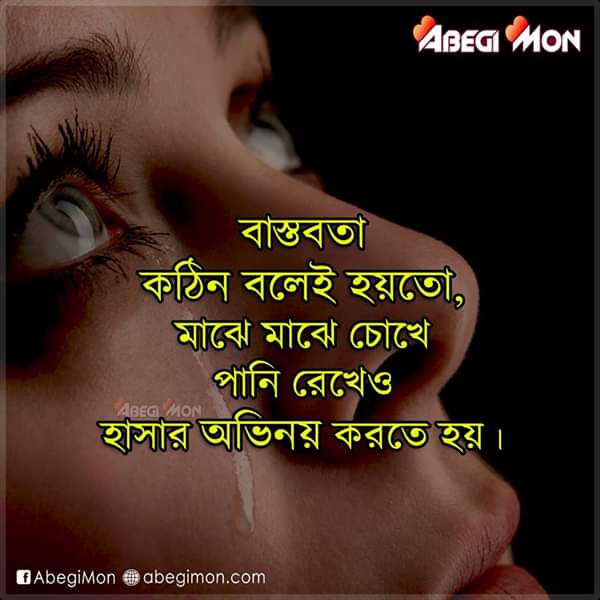 ABEGI MON
বাস্তবতা
কঠিন বলেই হয়তো,
মাঝে মাঝে চোখে
পানি রেখেও
ABEGI MON
হাসার অভিনয় করতে হয়।
AbegiMon abegimon.com